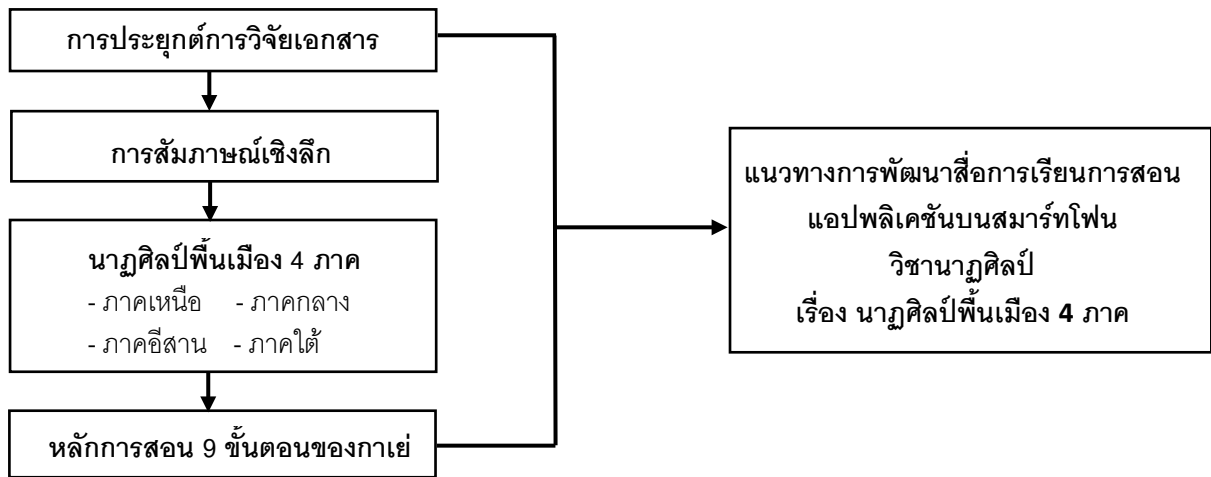 การประยุกต์การวิจัยเอกสาร
การสัมภาษณ์เชิงลึก
นาฏศิลป์พื้นเมือง 4 ภาค
- ภาคเหนือ - ภาคกลาง
- ภาคอีสาน - ภาคใต้
หลักการสอน 9 ขั้นตอนของกาเย่
แนวทางการพัฒนาสื่อการเรียนการสอน
แอปพลิเคชันบนสมาร์ทโฟน
วิชานาฏศิลป์
เรื่อง นาฏศิลป์พื้นเมือง 4 ภาค